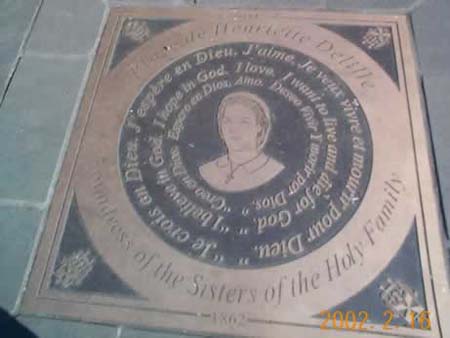 Place de Henriette Delille
Foundress of the Sisters of the Holy Family
"Je crois en Dieu. J'espère en Dieu. J'aime. Je veux vivre et mourir pour Dieu."
"I believe in God. I hope in God. I love. I want to live and die for God."
"Creo en Dios. Espero en Dios. Amo. Deseo vivir y morir por Dios."
1862
2002. 2. 16